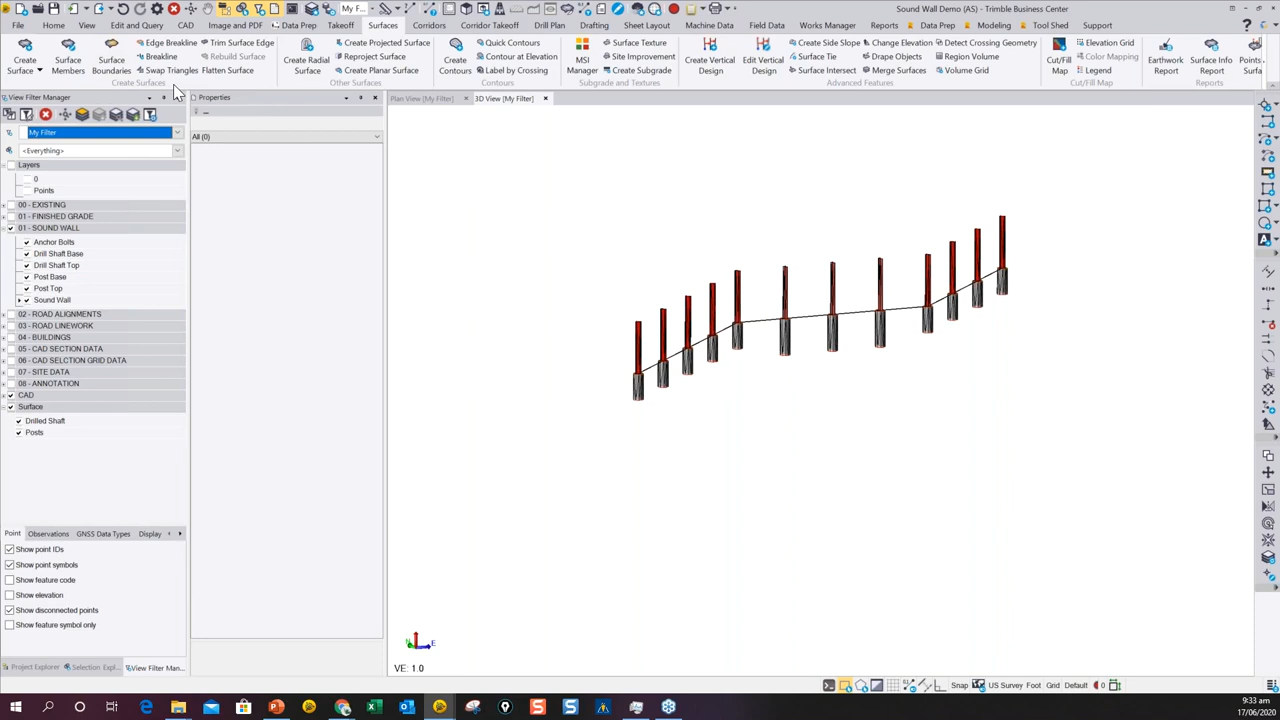 My F...
Sound Wall Demo (AS) - Trimble Business Center
File Home View Edit and Query CAD Image and PDF Data Prep Takeoff Surfaces Corridors Corridor Takeoff Drill Plan Drafting Sheet Layout Machine Data Field Data Works Manager Reports Data Prep Modeling Tool Shed Support
Create Surface
Surface Members
Surface Boundaries
Edge Breakline
Breakline
Swap Triangles
Trim Surface Edge
Rebuild Surface
Flatten Surface
Create Surfaces
Create Radial Surface
Create Projected Surface
Reproject Surface
Create Planar Surface
Other Surfaces
Create Contours
Quick Contours
Contour at Elevation
Label by Crossing
Contours
MSI Manager
Surface Texture
Site Improvement
Create Subgrade
Subgrade and Textures
Create Vertical Design
Edit Vertical Design
Create Side Slope
Surface Tie
Surface Intersect
Change Elevation
Drape Objects
Merge Surfaces
Detect Crossing Geometry
Region Volume
Volume Grid
Advanced Features
Cut/Fill Map
Elevation Grid
Color Mapping
Legend
Cut/Fill Map
Earthwork Report
Surface Info Report
Points...
Surfa...
Reports
View Filter Manager
My Filter
<Everything>
Layers
0
Points
00 - EXISTING
01 - FINISHED GRADE
01 - SOUND WALL
Anchor Bolts
Drill Shaft Base
Drill Shaft Top
Post Base
Post Top
Sound Wall
02 - ROAD ALIGNMENTS
03 - ROAD LINEWORK
04 - BUILDINGS
05 - CAD SECTION DATA
06 - CAD SELCTION GRID DATA
07 - SITE DATA
08 - ANNOTATION
CAD
Surface
Drilled Shaft
Posts
Point Observations GNSS Data Types Display
Show point IDs
Show point symbols
Show feature code
Show elevation
Show disconnected points
Show feature symbol only
Project Explorer Selection Expl... View Filter Man...
Properties
All (0)
Plan View [My Filter] 3D View [My Filter]
E
VE: 1.0
Snap US Survey Foot Grid Default 0
9:33 am
17/06/2020